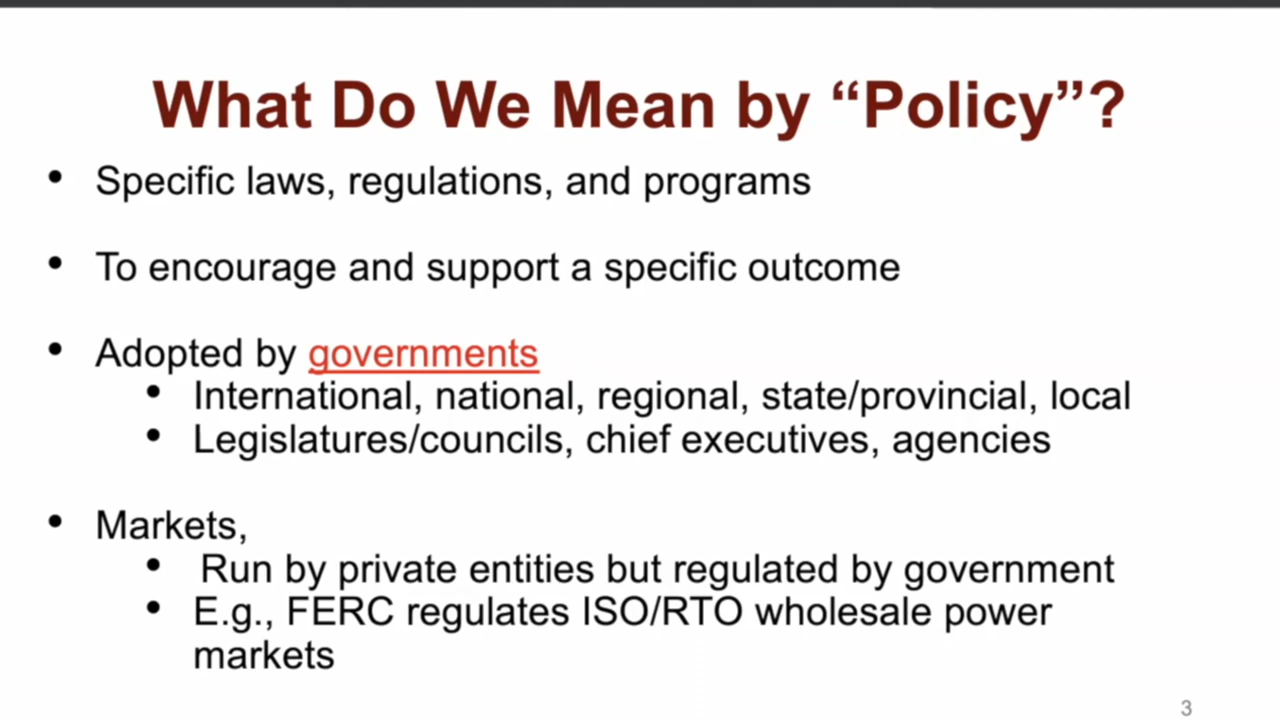 What Do We Mean by “Policy”?
• Specific laws, regulations, and programs
• To encourage and support a specific outcome
• Adopted by governments
• International, national, regional, state/provincial, local
• Legislatures/councils, chief executives, agencies
• Markets,
• Run by private entities but regulated by government
• E.g., FERC regulates ISO/RTO wholesale power
markets
3